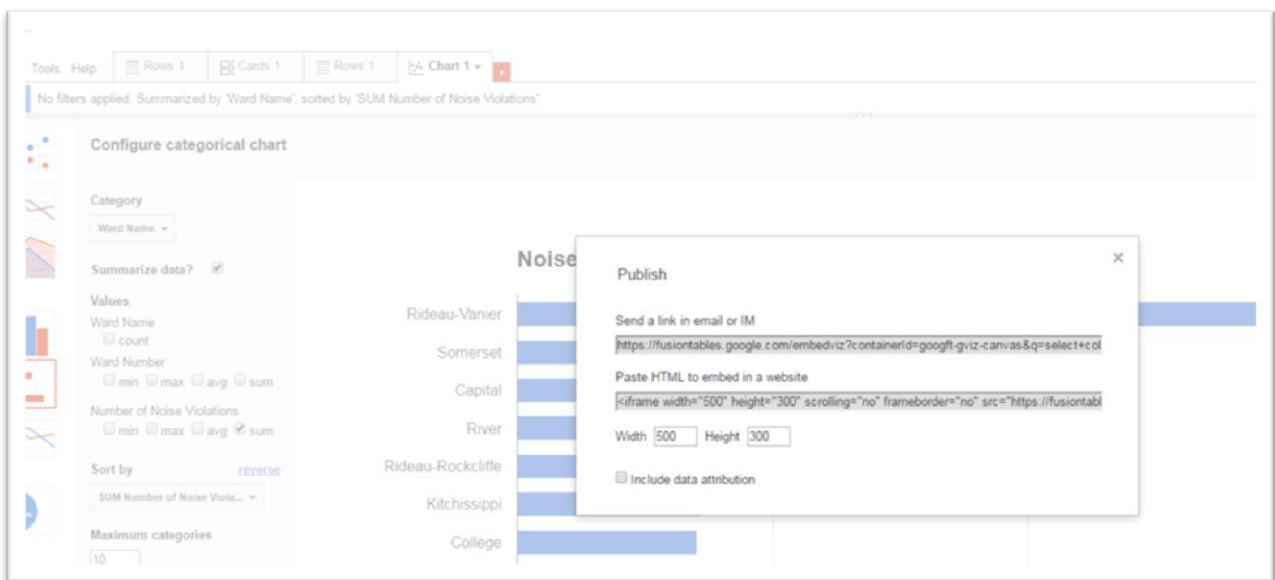 Tools Help Rows 1 Cards 1 Rows 1 Chart 1
No filters applied. Summarized by 'Ward Name', sorted by 'SUM Number of Noise Violations'
Configure categorical chart
Category
Ward Name
Summarize data?
Values
Ward Name
count
Ward Number
min max avg sum
Number of Noise Violations
min max avg sum
Sort by reverse
SUM Number of Noise Viola...
Maximum categories
10
Noise
Rideau-Vanier
Somerset
Capital
River
Rideau-Rockcliffe
Kitchissippi
College
Publish
×
Send a link in email or IM
https://fusiontables.google.com/embedviz?containerId=googft-gviz-canvas&q=select+col
Paste HTML to embed in a website
<iframe width="500" height="300" scrolling="no" frameborder="no" src="https://fusiontabl
Width 500 Height 300
Include data attribution